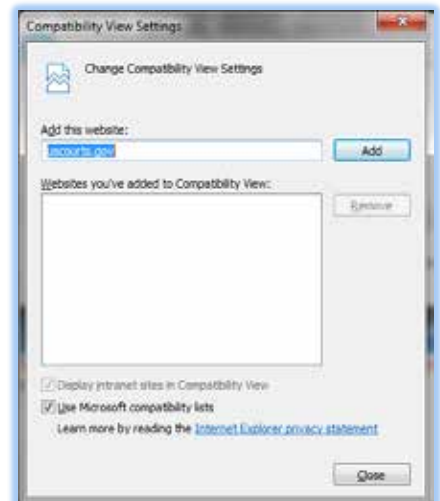 Compatibility View Settings
Change Compatibility View Settings
Add this website:
uscourts.gov
Add
Websites you've added to Compatibility View:
Remove
Display intranet sites in Compatibility View
Use Microsoft compatibility lists
Learn more by reading the Internet Explorer privacy statement
Close